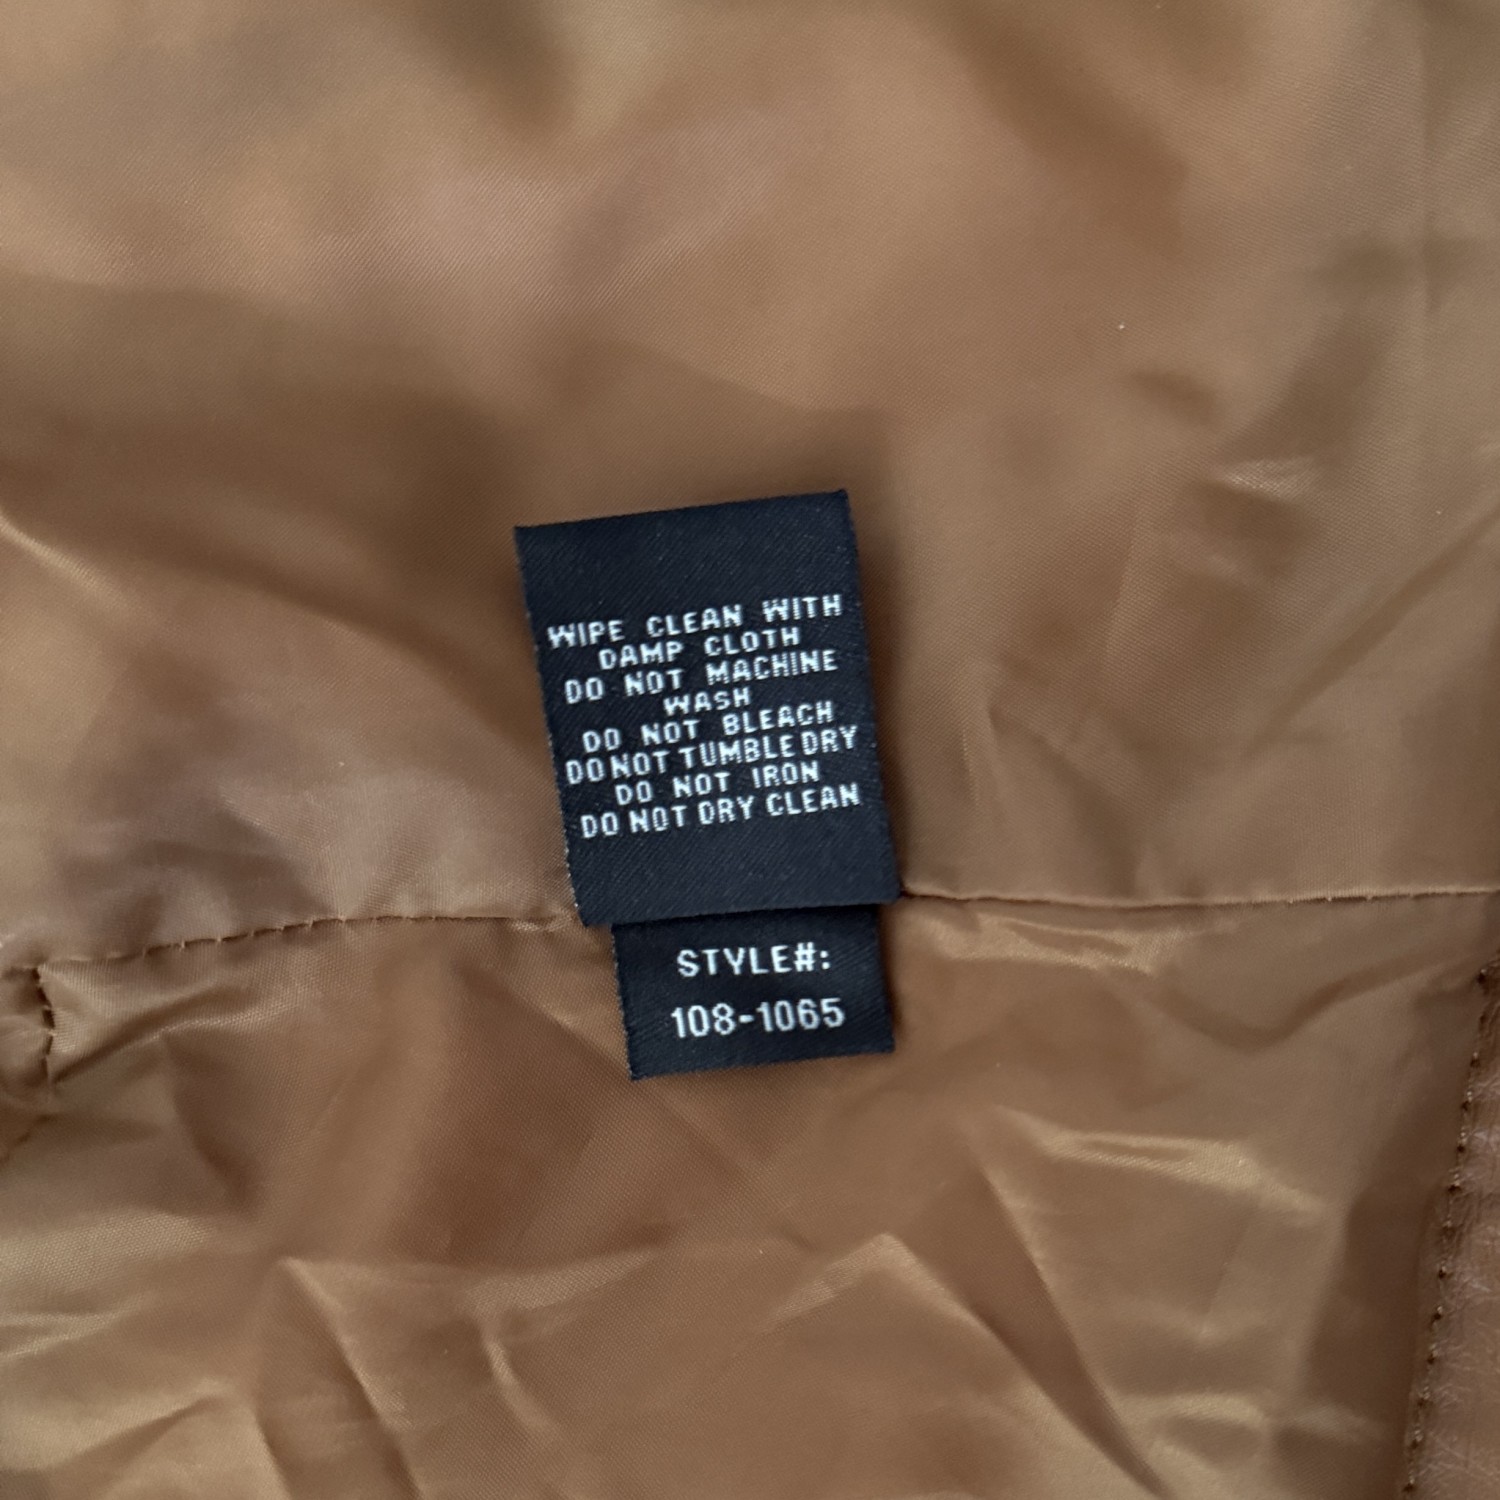 WIPE CLEAN WITH
DAMP CLOTH
DO NOT MACHINE
WASH
DO NOT BLEACH
DO NOT TUMBLE DRY
DO NOT IRON
DO NOT DRY CLEAN
STYLE#:
108-1065